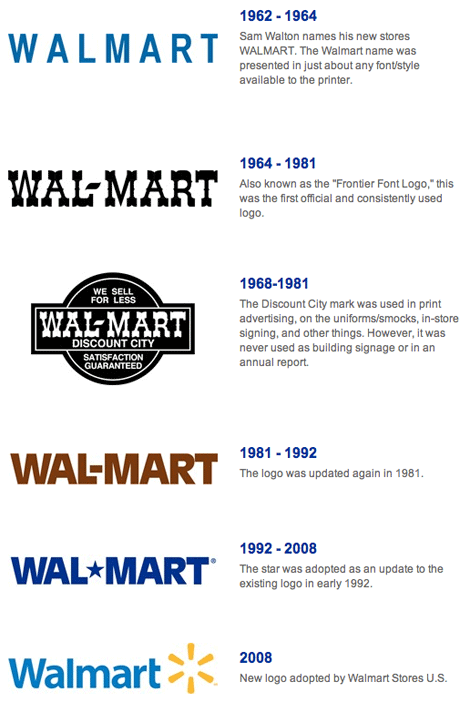 WALMART
1962 - 1964
Sam Walton names his new stores
WALMART. The Walmart name was
presented in just about any font/style
available to the printer.
WAL-MART
1964 - 1981
Also known as the "Frontier Font Logo," this
was the first official and consistently used
logo.
WE SELL
FOR LESS
WAL-MART
DISCOUNT CITY
SATISFACTION
GUARANTEED
1968-1981
The Discount City mark was used in print
advertising, on the uniforms/smocks, in-store
signing, and other things. However, it was
never used as building signage or in an
annual report.
WAL-MART
1981 - 1992
The logo was updated again in 1981.
WAL★MART®
1992 - 2008
The star was adopted as an update to the
existing logo in early 1992.
Walmart
2008
New logo adopted by Walmart Stores U.S.